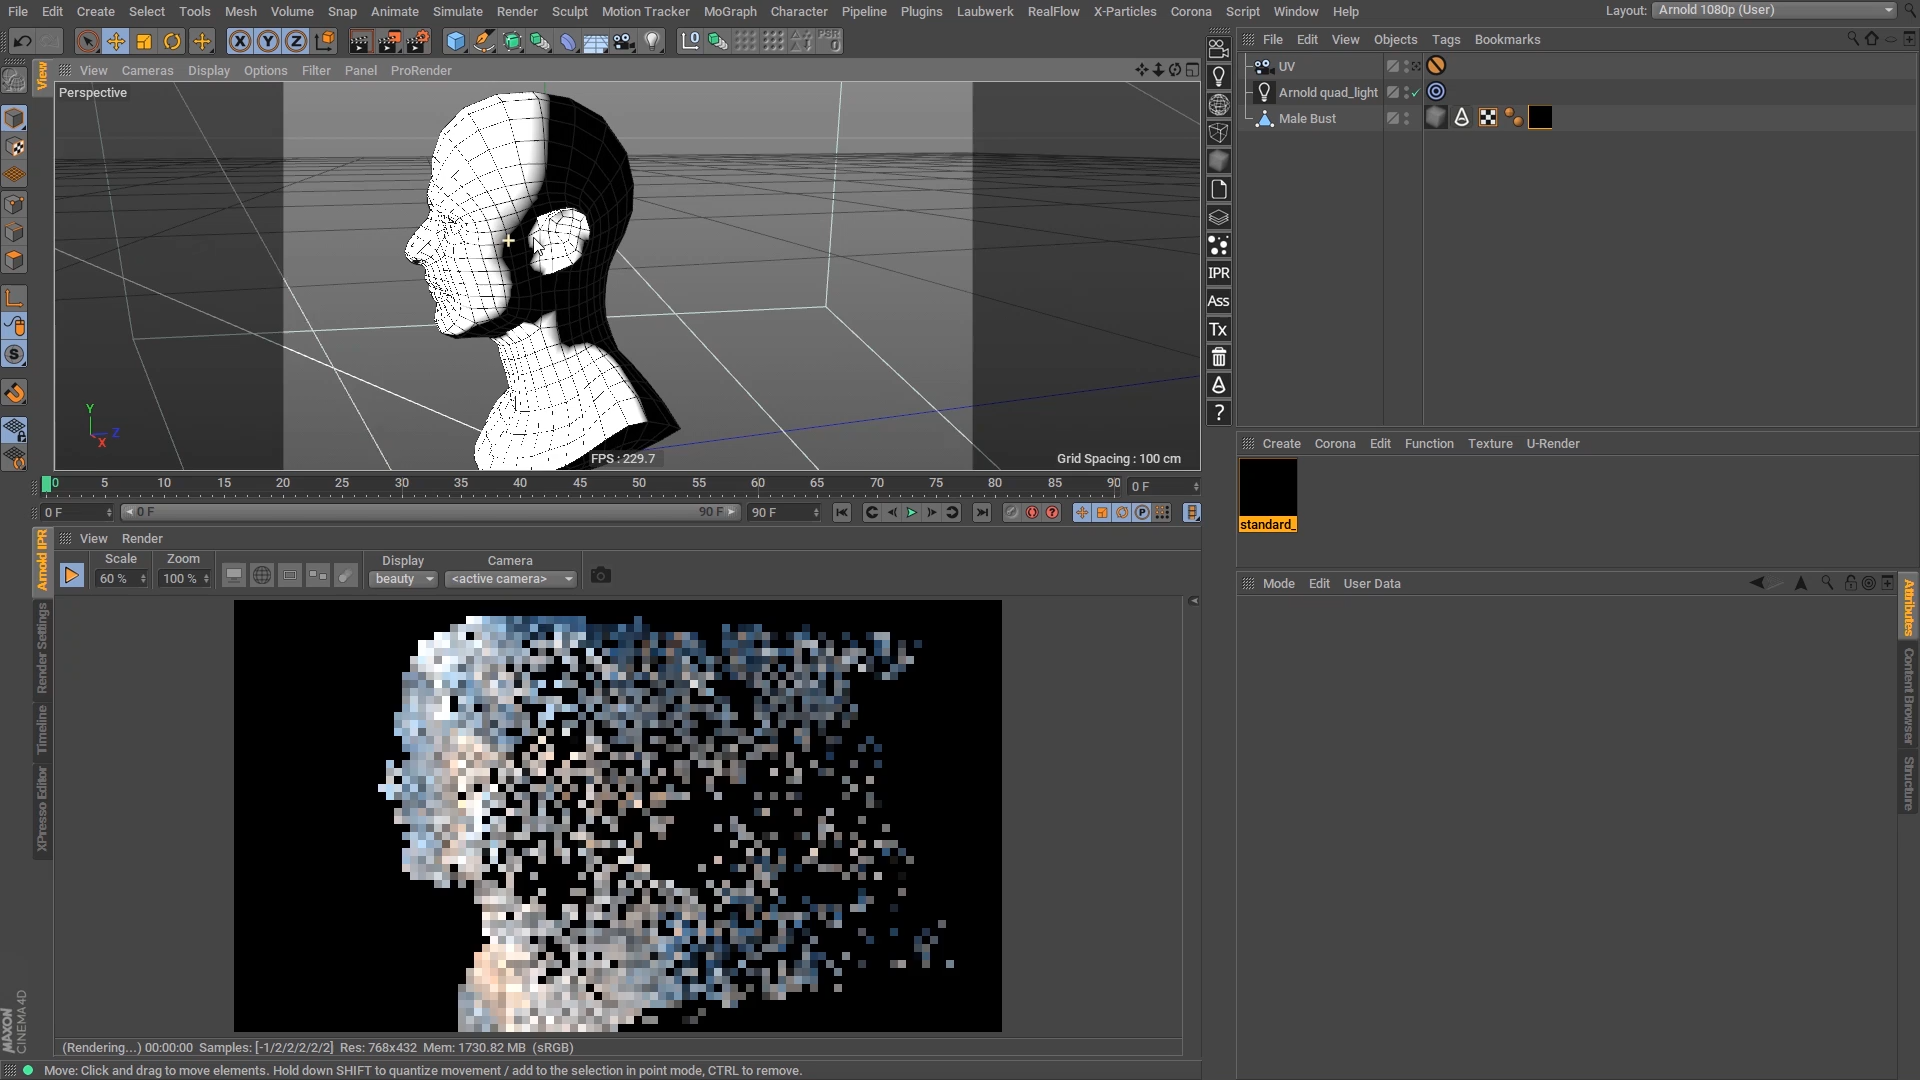 File Edit Create Select Tools Mesh Volume Snap Animate Simulate Render Sculpt Motion Tracker MoGraph Character Pipeline Plugins Laubwerk RealFlow X-Particles Corona Script Window Help
Layout: Arnold 1080p (User)
X Y Z
PSR
0
View
View Cameras Display Options Filter Panel ProRender
Perspective
Y
Z
X
FPS : 229.7
Grid Spacing : 100 cm
S
IPR
Ass
Tx
?
File Edit View Objects Tags Bookmarks
UV
Arnold quad_light
Male Bust
0 5 10 15 20 25 30 35 40 45 50 55 60 65 70 75 80 85 90
0 F
0 F
0 F
90 F
90 F
P
Create Corona Edit Function Texture U-Render
standard_
Mode Edit User Data
Attributes
Content Browser
Structure
Arnold IPR
Render Settings
Timeline
XPresso Editor
View Render
Scale
60 %
Zoom
100 %
Display
beauty
Camera
<active camera>
(Rendering...) 00:00:00 Samples: [-1/2/2/2/2/2] Res: 768x432 Mem: 1730.82 MB (sRGB)
MAXON
CINEMA 4D
Move: Click and drag to move elements. Hold down SHIFT to quantize movement / add to the selection in point mode, CTRL to remove.